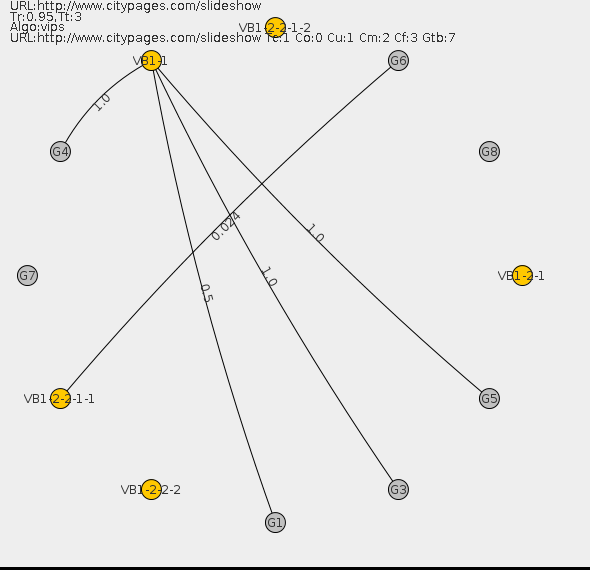 URL:http://www.citypages.com/slideshow
Tr:0.95,Tt:3
Algo:vips
URL:http://www.citypages.com/slideshow Tc:1 Co:0 Cu:1 Cm:2 Cf:3 Gtb:7
VB1-2-2-1-2
VB1-1
G6
1.0
G4
G8
0.024
1.0
G7
1.0
VB1-2-1
0.5
VB1-2-2-1-1
G5
VB1-2-2-2
G3
G1